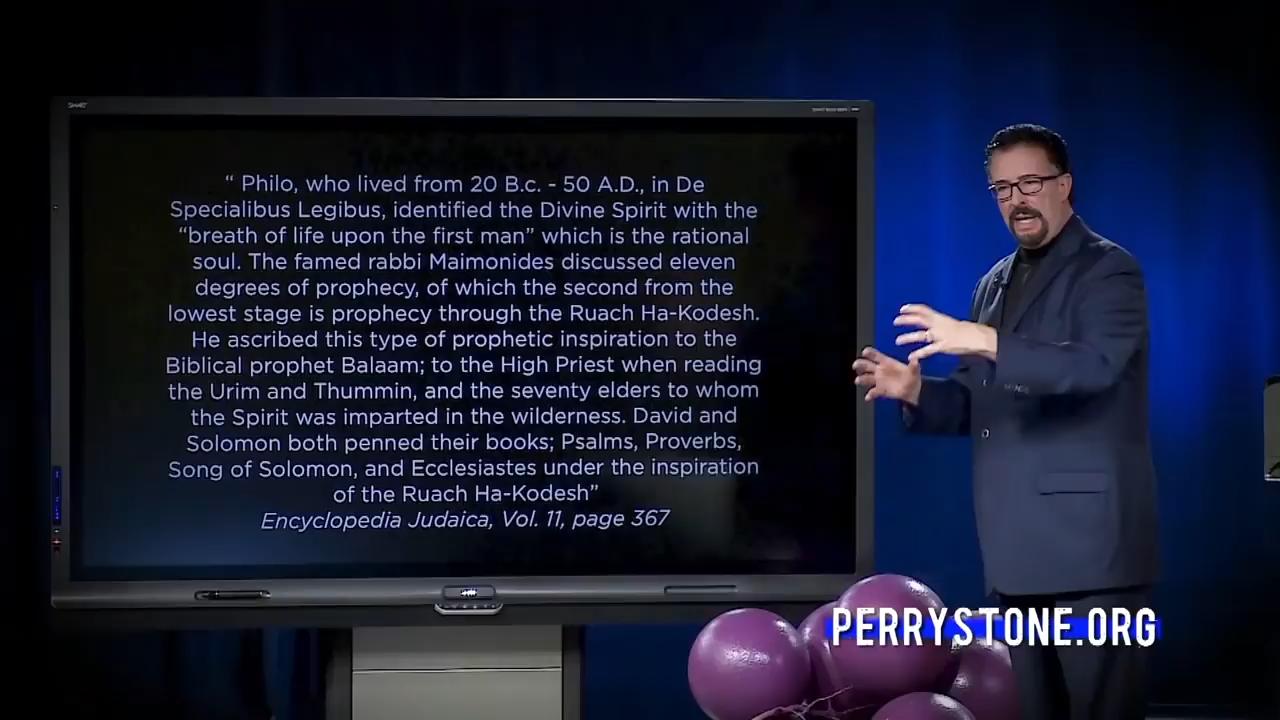 “ Philo, who lived from 20 B.c. - 50 A.D., in De
Specialibus Legibus, identified the Divine Spirit with the
“breath of life upon the first man” which is the rational
soul. The famed rabbi Maimonides discussed eleven
degrees of prophecy, of which the second from the
lowest stage is prophecy through the Ruach Ha-Kodesh.
He ascribed this type of prophetic inspiration to the
Biblical prophet Balaam; to the High Priest when reading
the Urim and Thummin, and the seventy elders to whom
the Spirit was imparted in the wilderness. David and
Solomon both penned their books; Psalms, Proverbs,
Song of Solomon, and Ecclesiastes under the inspiration
of the Ruach Ha-Kodesh”
Encyclopedia Judaica, Vol. 11, page 367
PERRYSTONE.ORG